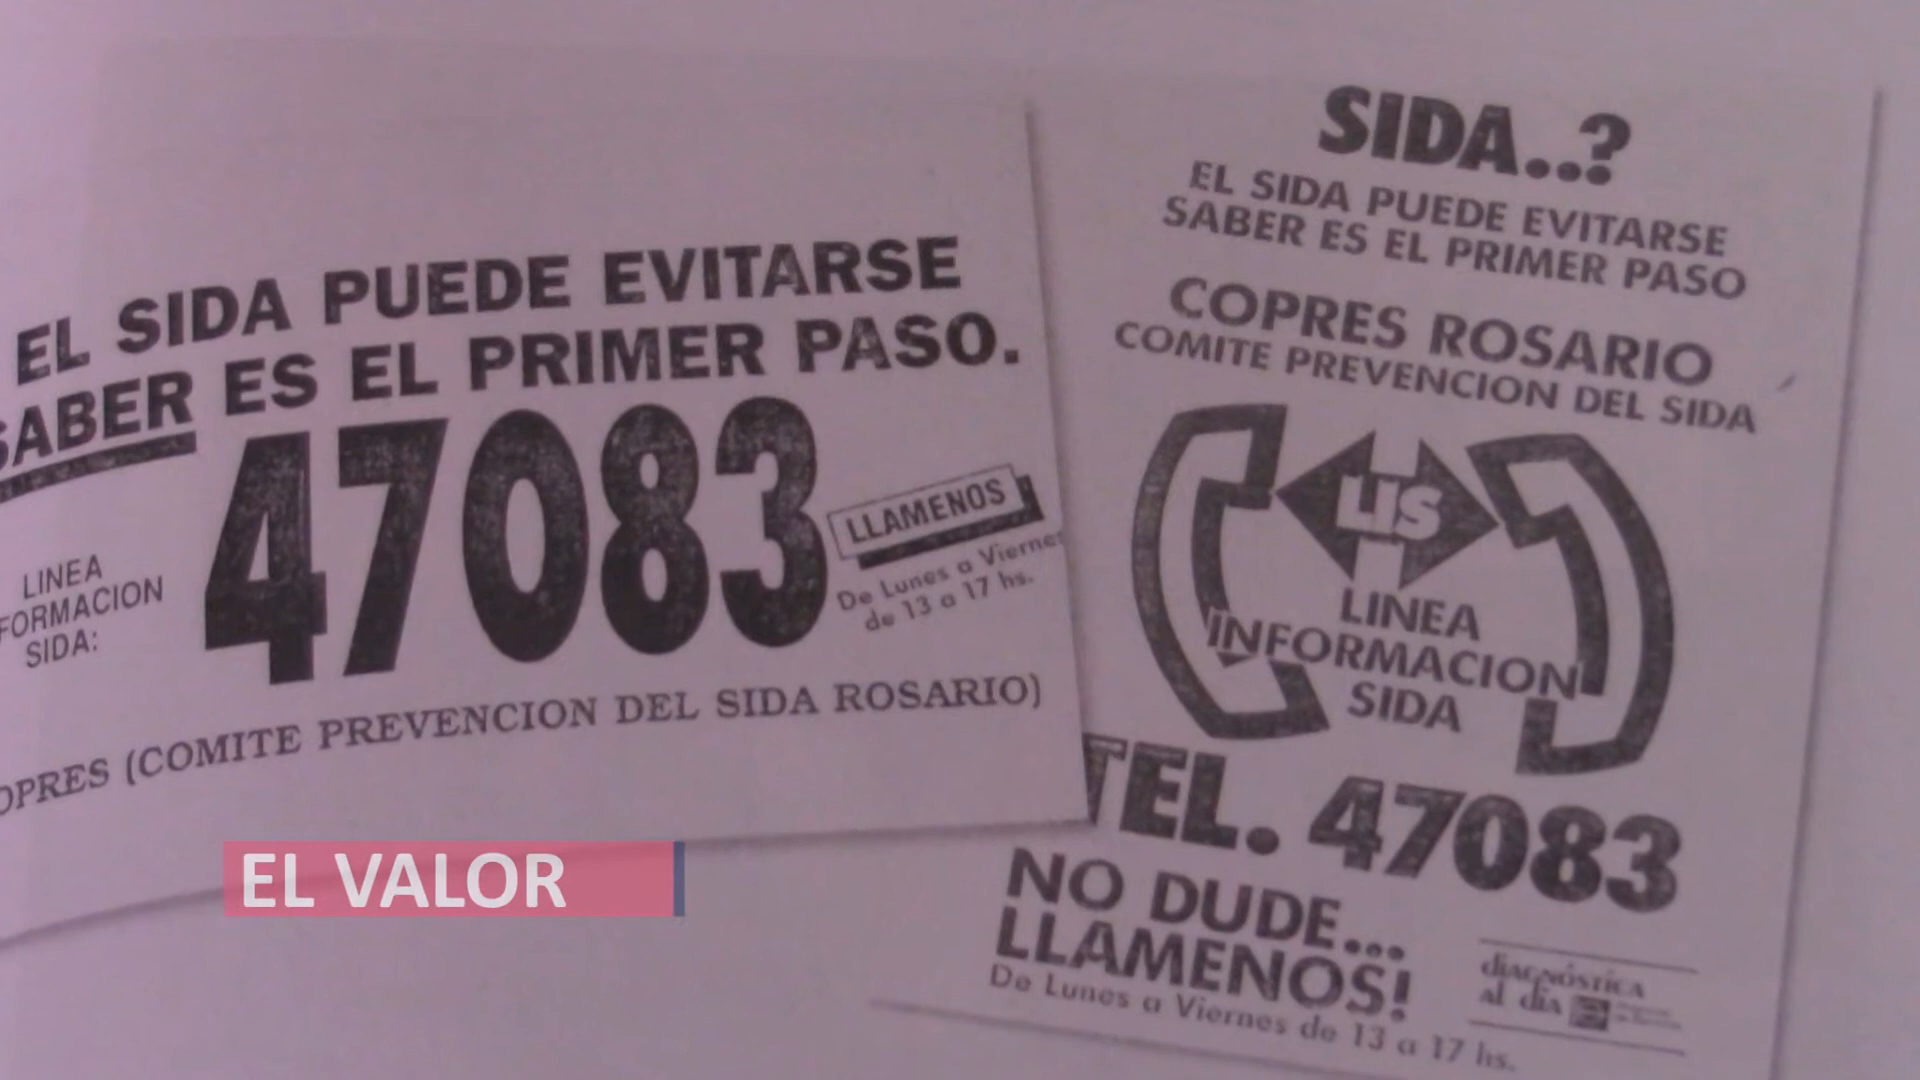 EL SIDA PUEDE EVITARSE
SABER ES EL PRIMER PASO.
LINEA
FORMACION
SIDA:
47083
LLAMENOS
De Lunes a Viernes
de 13 a 17 hs.
OPRES (COMITE PREVENCION DEL SIDA ROSARIO)
SIDA..?
EL SIDA PUEDE EVITARSE
SABER ES EL PRIMER PASO
COPRES ROSARIO
COMITE PREVENCION DEL SIDA
LIS
LINEA
INFORMACION
SIDA
TEL. 47083
NO DUDE...
LLAMENOS!
De Lunes a Viernes de 13 a 17 hs.
diagnóstica
al día
EL VALOR